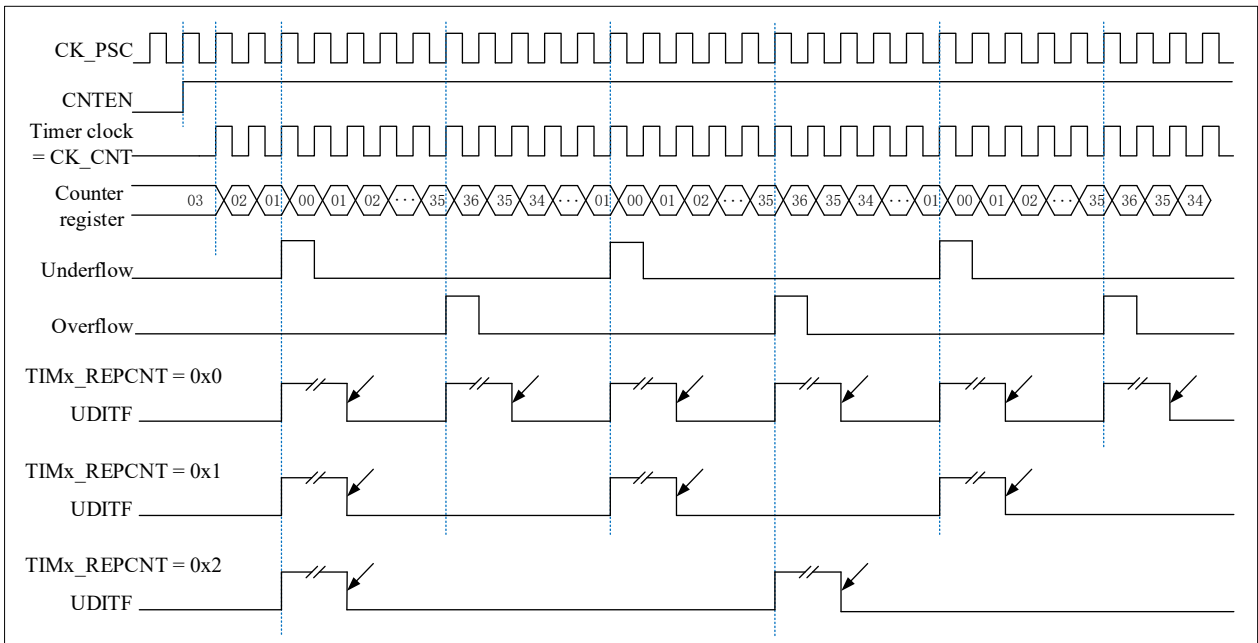 CK_PSC
CNTEN
Timer clock
= CK_CNT
Counter
register
03 02 01 00 01 02 ··· 35 36 35 34 ··· 01 00 01 02 ··· 35 36 35 34 ··· 01 00 01 02 ··· 35 36 35 34
Underflow
Overflow
TIMx_REPCNT = 0x0
UDITF
TIMx_REPCNT = 0x1
UDITF
TIMx_REPCNT = 0x2
UDITF